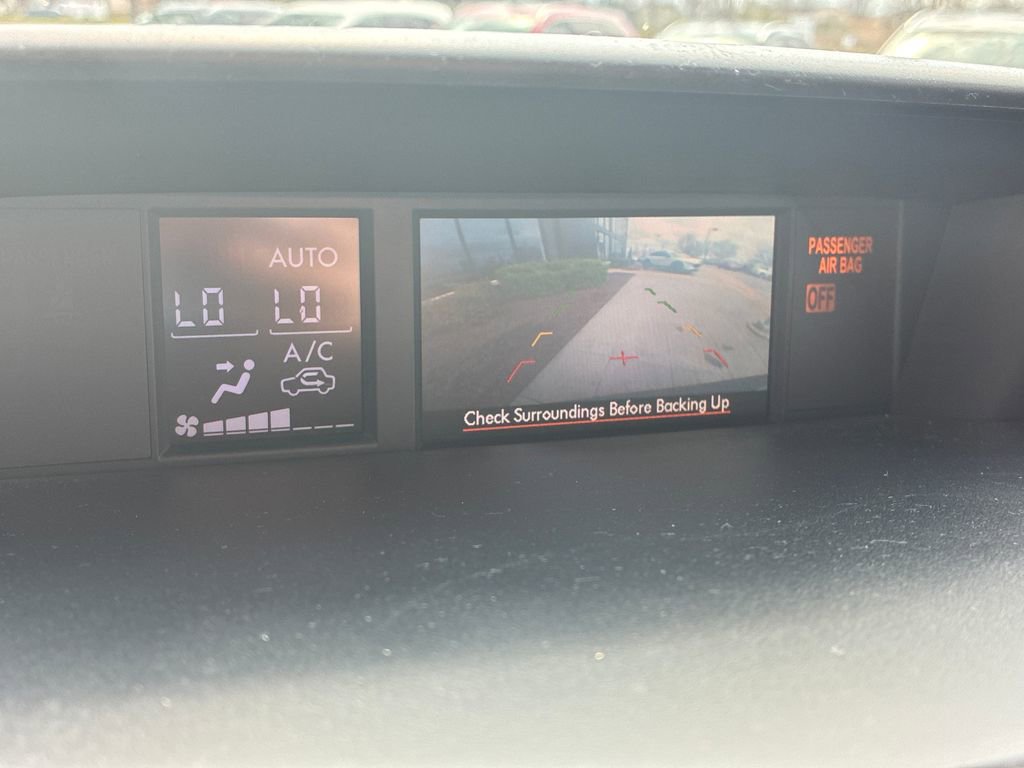 AUTO
LO LO
A/C
Check Surroundings Before Backing Up
PASSENGER
AIR BAG
OFF